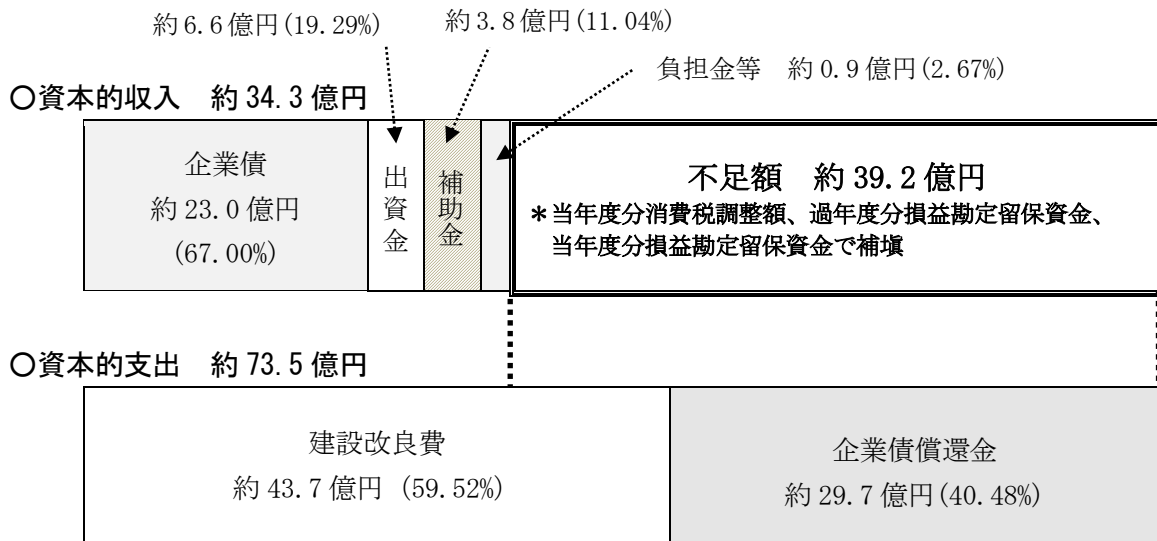 約 6.6 億円(19.29%)
約 3.8 億円(11.04%)
負担金等　約 0.9 億円(2.67%)
〇資本的収入　約 34.3 億円
企業債
約 23.0 億円
(67.00%)
出資金
補助金
不足額　約 39.2 億円
＊当年度分消費税調整額、過年度分損益勘定留保資金、
当年度分損益勘定留保資金で補塡
〇資本的支出　約 73.5 億円
建設改良費
約 43.7 億円 (59.52%)
企業債償還金
約 29.7 億円(40.48%)